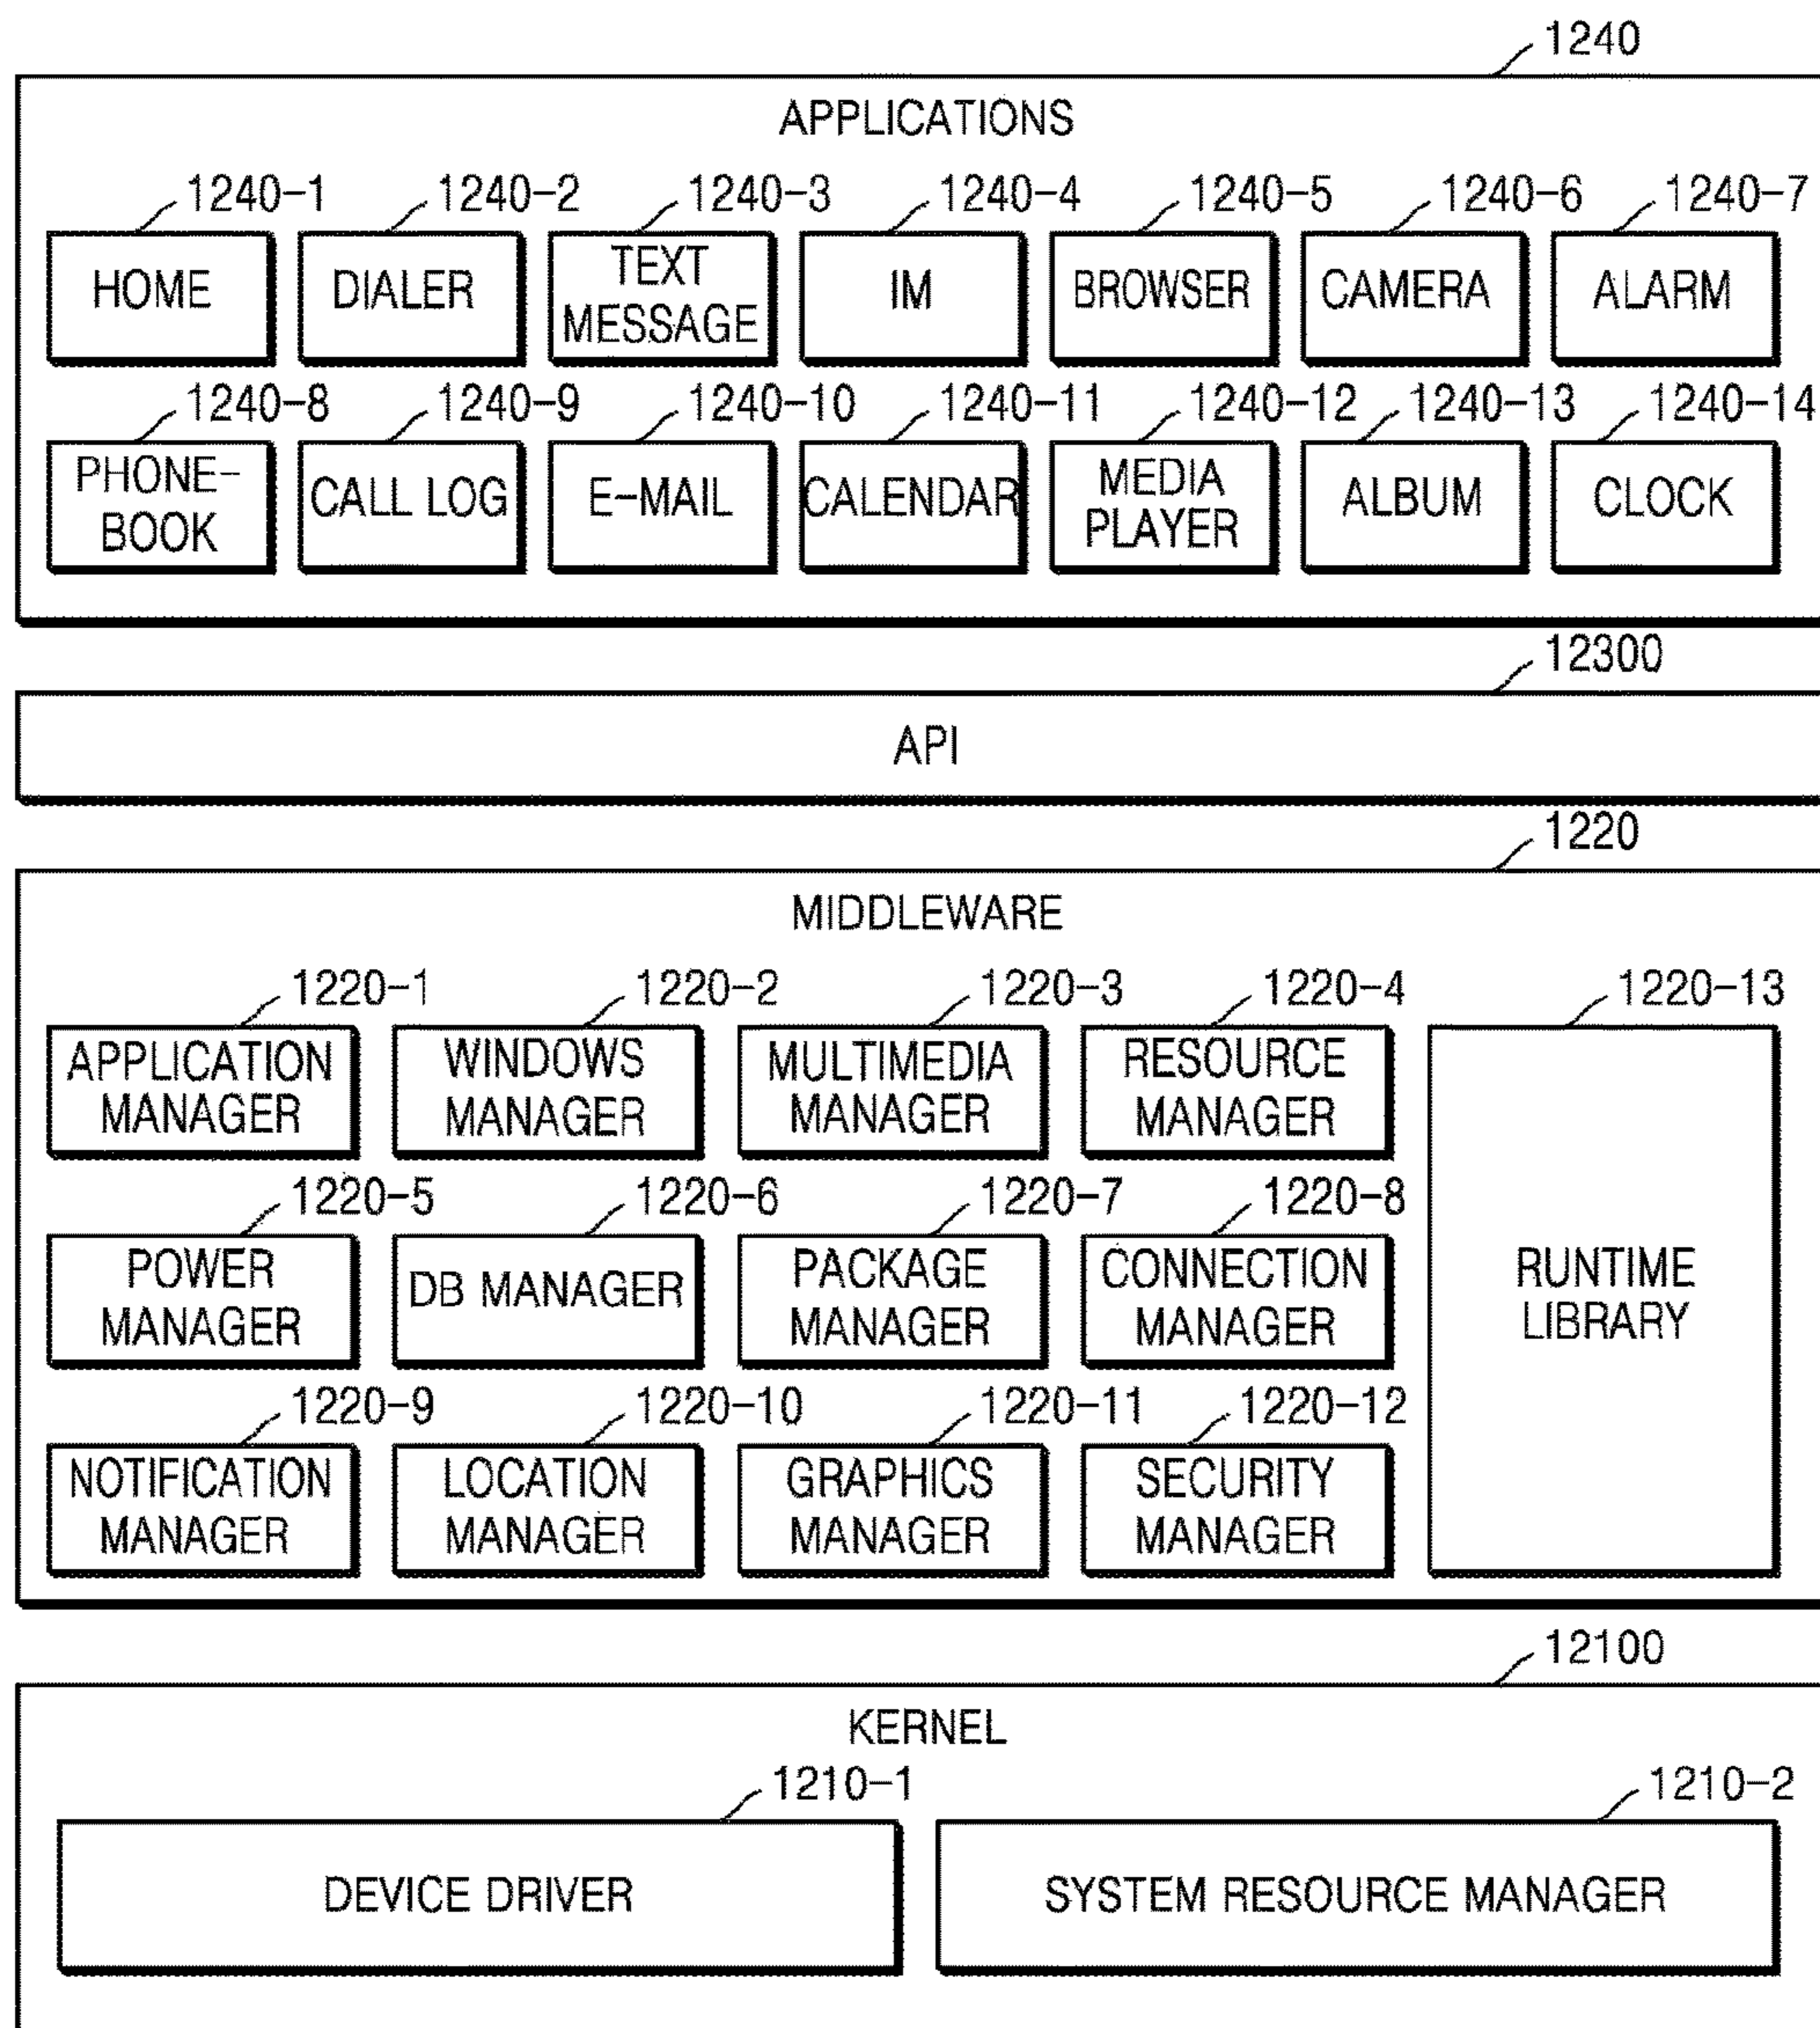 1240
APPLICATIONS
1240-1 1240-2 1240-3 1240-4 1240-5 1240-6 1240-7
HOME DIALER TEXT MESSAGE IM BROWSER CAMERA ALARM
1240-8 1240-9 1240-10 1240-11 1240-12 1240-13 1240-14
PHONE-BOOK CALL LOG E-MAIL CALENDAR MEDIA PLAYER ALBUM CLOCK
12300
API
1220
MIDDLEWARE
1220-1 1220-2 1220-3 1220-4 1220-13
APPLICATION MANAGER WINDOWS MANAGER MULTIMEDIA MANAGER RESOURCE MANAGER
1220-5 1220-6 1220-7 1220-8
POWER MANAGER DB MANAGER PACKAGE MANAGER CONNECTION MANAGER RUNTIME LIBRARY
1220-9 1220-10 1220-11 1220-12
NOTIFICATION MANAGER LOCATION MANAGER GRAPHICS MANAGER SECURITY MANAGER
12100
KERNEL
1210-1 1210-2
DEVICE DRIVER SYSTEM RESOURCE MANAGER